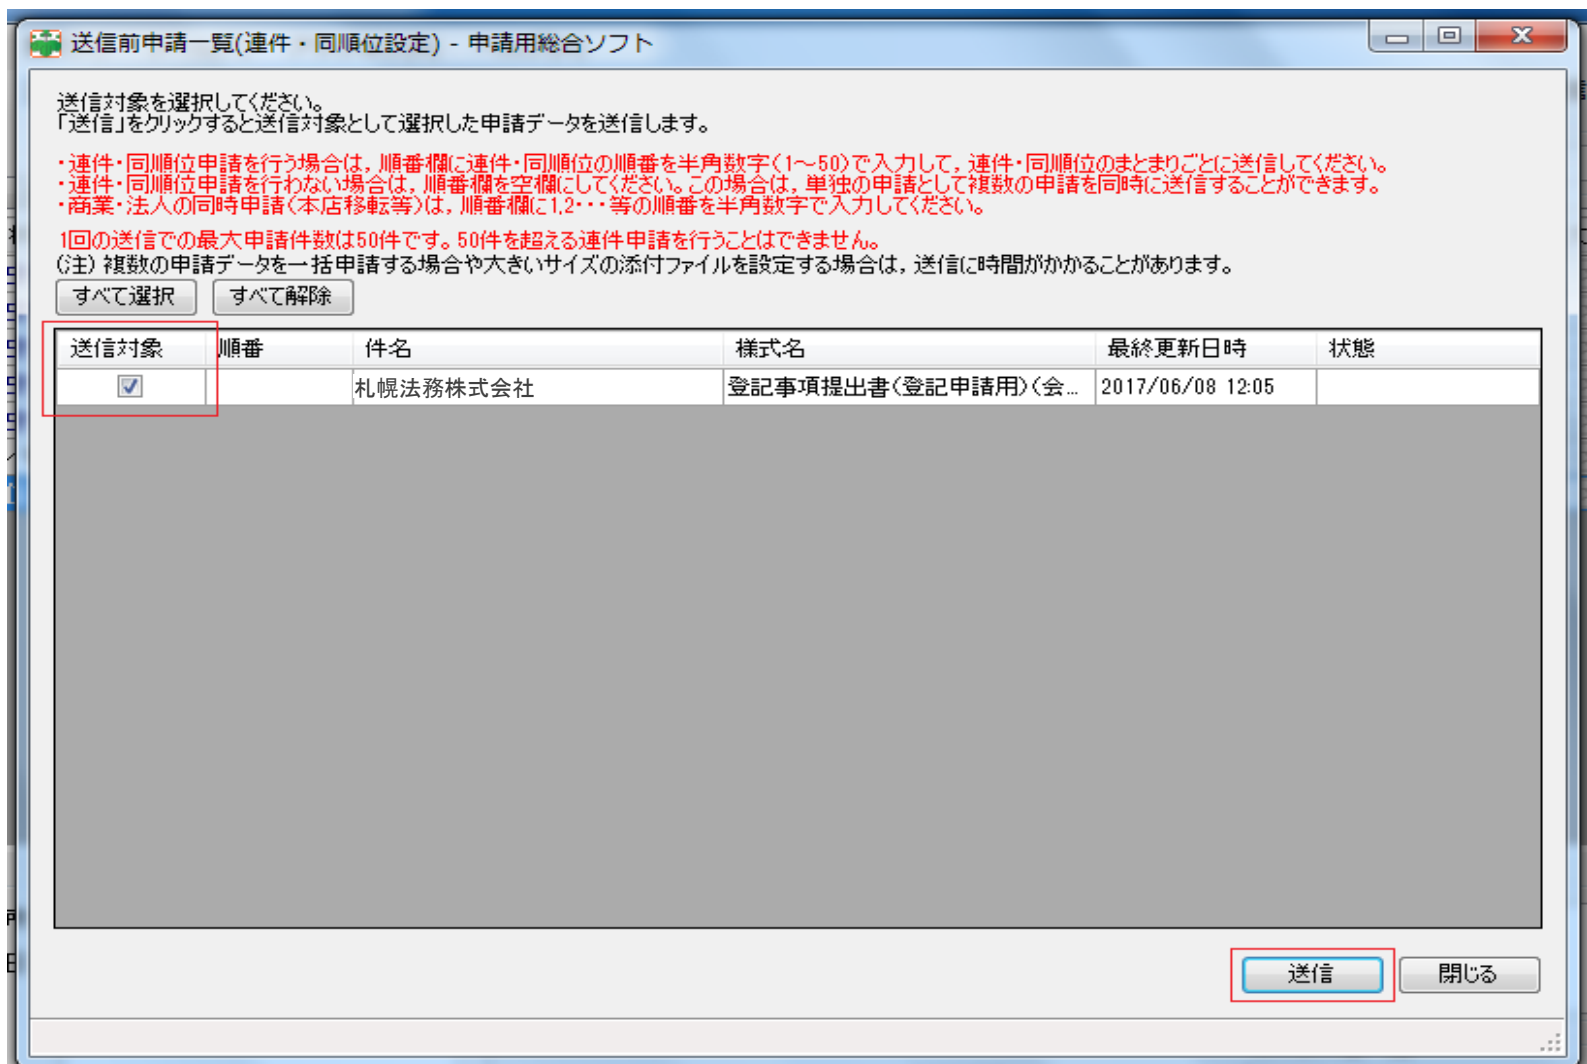 送信前申請一覧(連件・同順位設定) - 申請用総合ソフト
送信対象を選択してください。
「送信」をクリックすると送信対象として選択した申請データを送信します。
・連件・同順位申請を行う場合は，順番欄に連件・同順位の順番を半角数字（1～50）で入力して，連件・同順位のまとまりごとに送信してください。
・連件・同順位申請を行わない場合は，順番欄を空欄にしてください。この場合は，単独の申請として複数の申請を同時に送信することができます。
・商業・法人の同時申請（本店移転等）は，順番欄に1,2・・・等の順番を半角数字で入力してください。
1回の送信での最大申請件数は50件です。50件を超える連件申請を行うことはできません。
（注）複数の申請データを一括申請する場合や大きいサイズの添付ファイルを設定する場合は，送信に時間がかかることがあります。
すべて選択 すべて解除
送信対象 順番 件名 様式名 最終更新日時 状態
札幌法務株式会社 登記事項提出書（登記申請用）（会... 2017/06/08 12:05
送信 閉じる